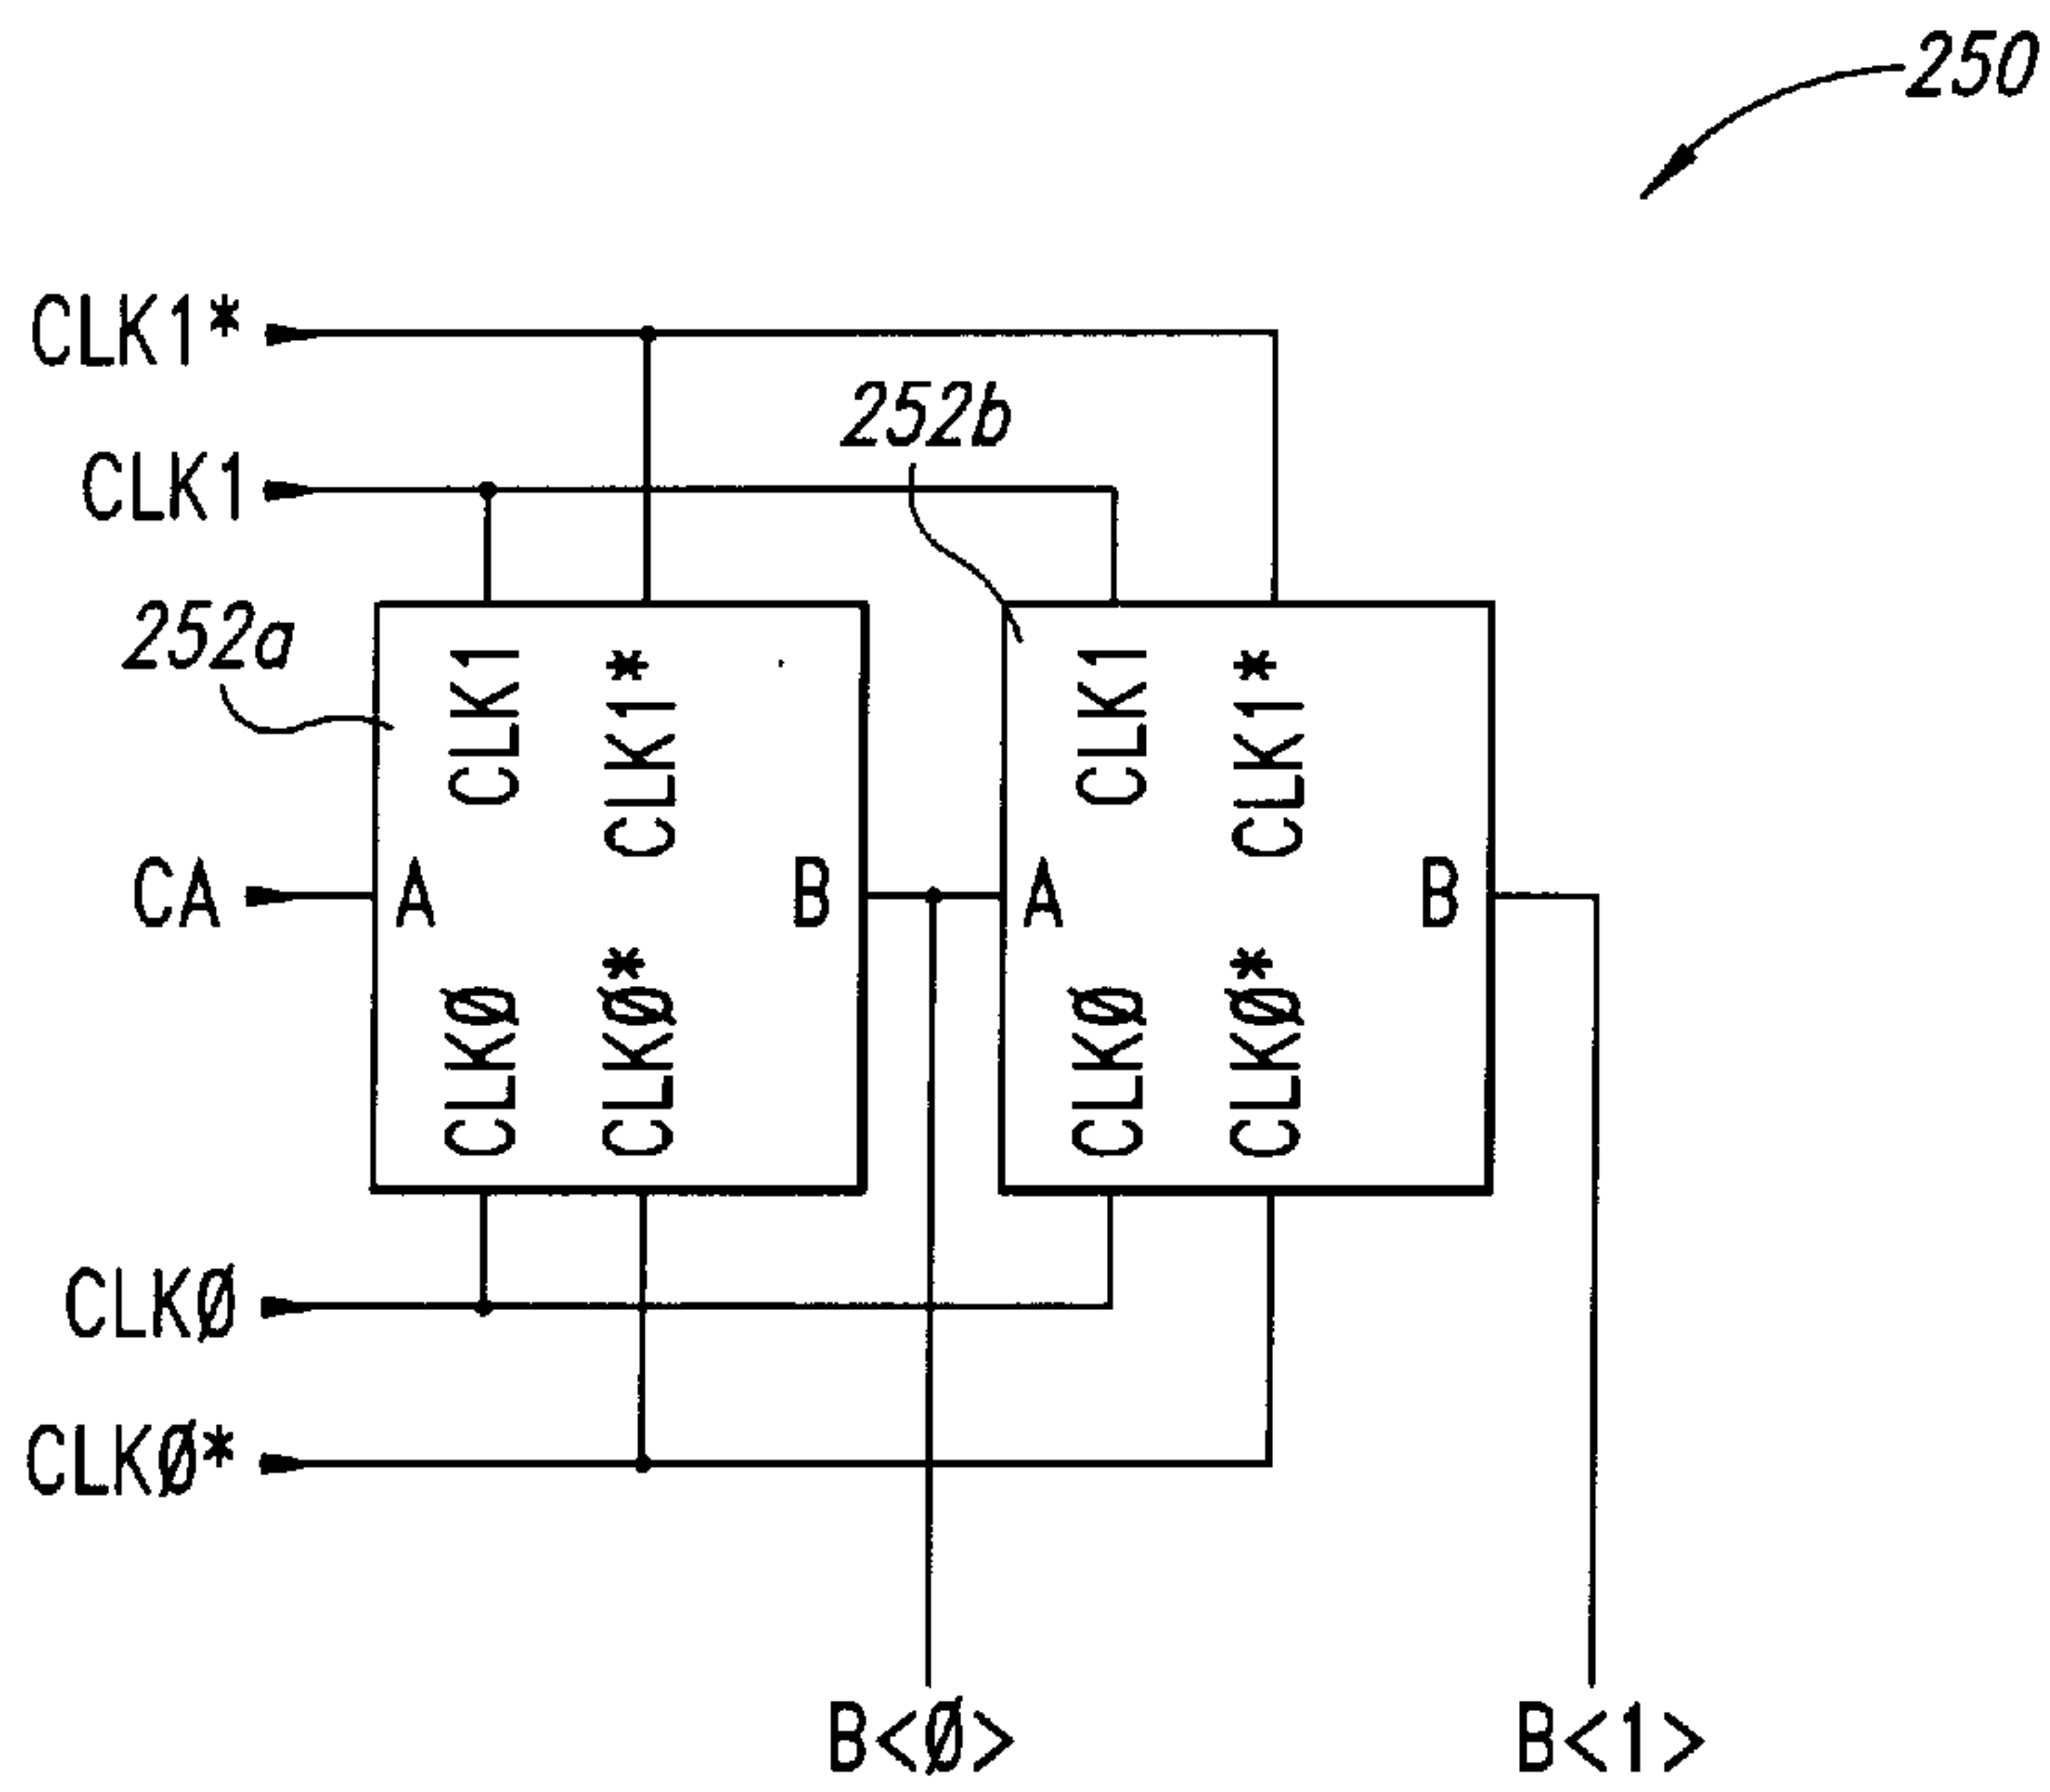 250
CLK1*
252b
CLK1
252a
CLK1
CLK1*
CLK1
CLK1*
CA
A
B
A
B
CLKØ
CLKØ*
CLKØ
CLKØ*
CLKØ
CLKØ*
B<Ø>
B<1>